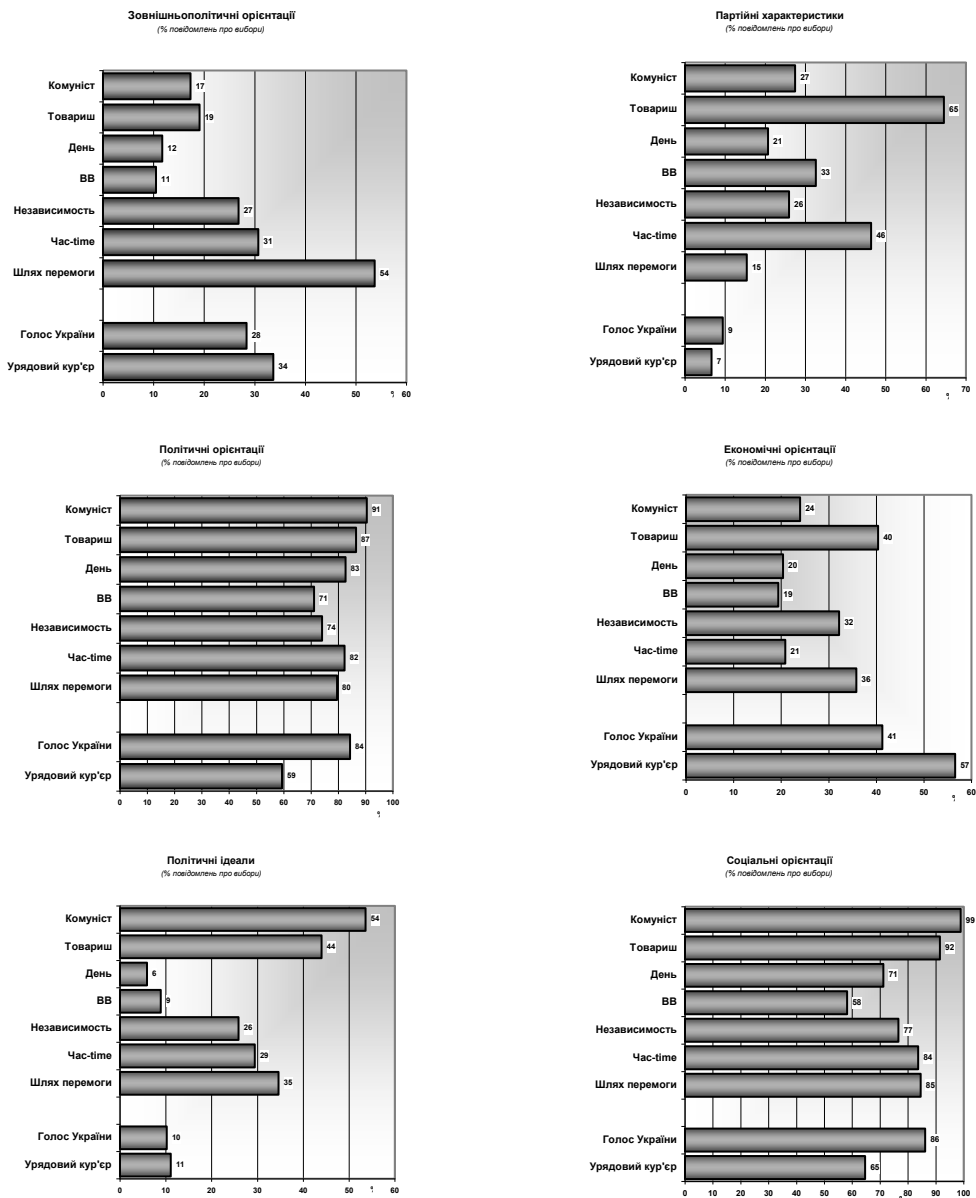 Зовнішньополітичні орієнтації
(% повідомлень про вибори)
Комуніст 17
Товариш 19
День 12
ВВ 11
Независимость 27
Час-time 31
Шлях перемоги 54
Голос України 28
Урядовий кур'єр 34
0 10 20 30 40 50 60
%
Партійні характеристики
(% повідомлень про вибори)
Комуніст 27
Товариш 65
День 21
ВВ 33
Независимость 26
Час-time 46
Шлях перемоги 15
Голос України 9
Урядовий кур'єр 7
0 10 20 30 40 50 60 70
%
Політичні орієнтації
(% повідомлень про вибори)
Комуніст 91
Товариш 87
День 83
ВВ 71
Независимость 74
Час-time 82
Шлях перемоги 80
Голос України 84
Урядовий кур'єр 59
0 10 20 30 40 50 60 70 80 90 100
%
Економічні орієнтації
(% повідомлень про вибори)
Комуніст 24
Товариш 40
День 20
ВВ 19
Независимость 32
Час-time 21
Шлях перемоги 36
Голос України 41
Урядовий кур'єр 57
0 10 20 30 40 50 60
%
Політичні ідеали
(% повідомлень про вибори)
Комуніст 54
Товариш 44
День 6
ВВ 9
Независимость 26
Час-time 29
Шлях перемоги 35
Голос України 10
Урядовий кур'єр 11
0 10 20 30 40 50 60
%
Соціальні орієнтації
(% повідомлень про вибори)
Комуніст 99
Товариш 92
День 71
ВВ 58
Независимость 77
Час-time 84
Шлях перемоги 85
Голос України 86
Урядовий кур'єр 65
0 10 20 30 40 50 60 70 80 90 100
%